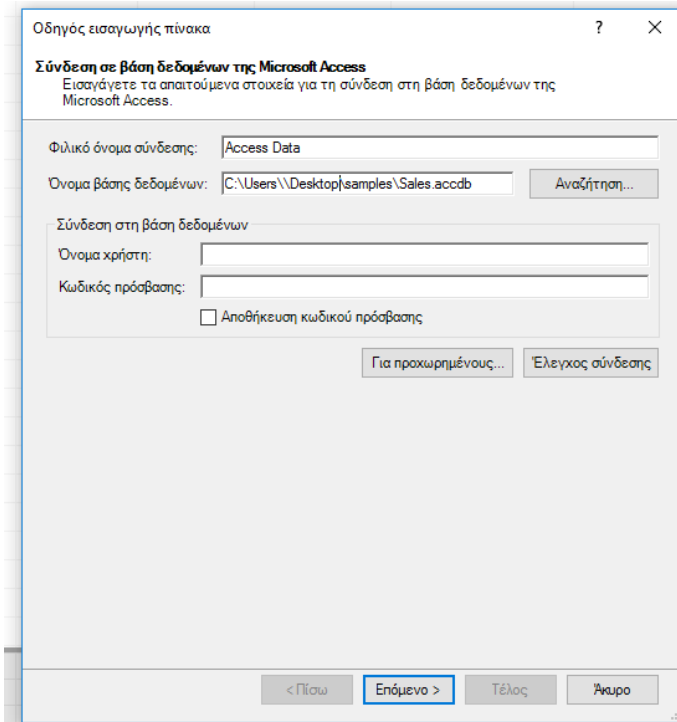 Οδηγός εισαγωγής πίνακα ? ×
Σύνδεση σε βάση δεδομένων της Microsoft Access
Εισαγάγετε τα απαιτούμενα στοιχεία για τη σύνδεση στη βάση δεδομένων της
Microsoft Access.
Φιλικό όνομα σύνδεσης: Access Data
Όνομα βάσης δεδομένων: C:\Users\\Desktop\samples\Sales.accdb Αναζήτηση...
Σύνδεση στη βάση δεδομένων
Όνομα χρήστη:
Κωδικός πρόσβασης:
Αποθήκευση κωδικού πρόσβασης
Για προχωρημένους... Έλεγχος σύνδεσης
< Πίσω Επόμενο > Τέλος Άκυρο